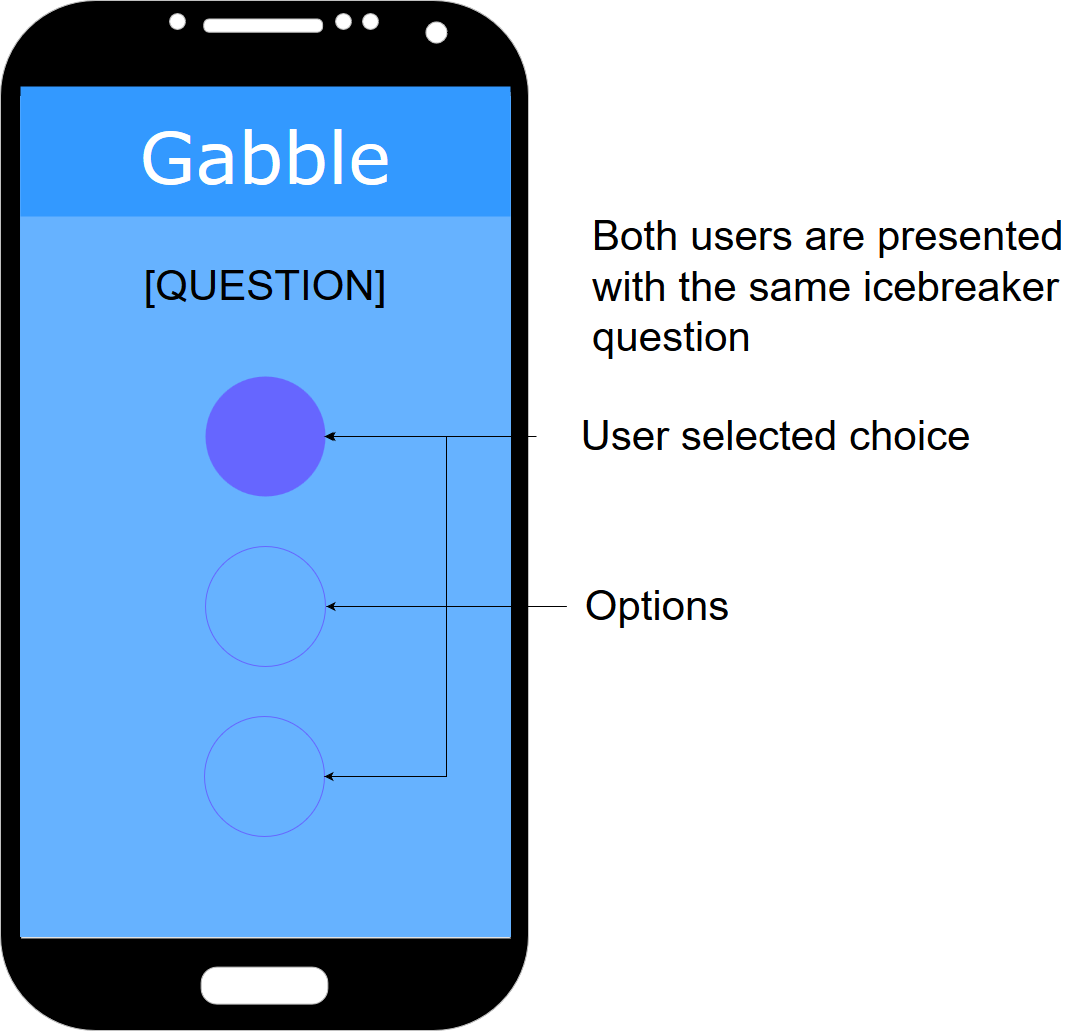 Gabble
[QUESTION]
Both users are presented
with the same icebreaker
question
User selected choice
Options